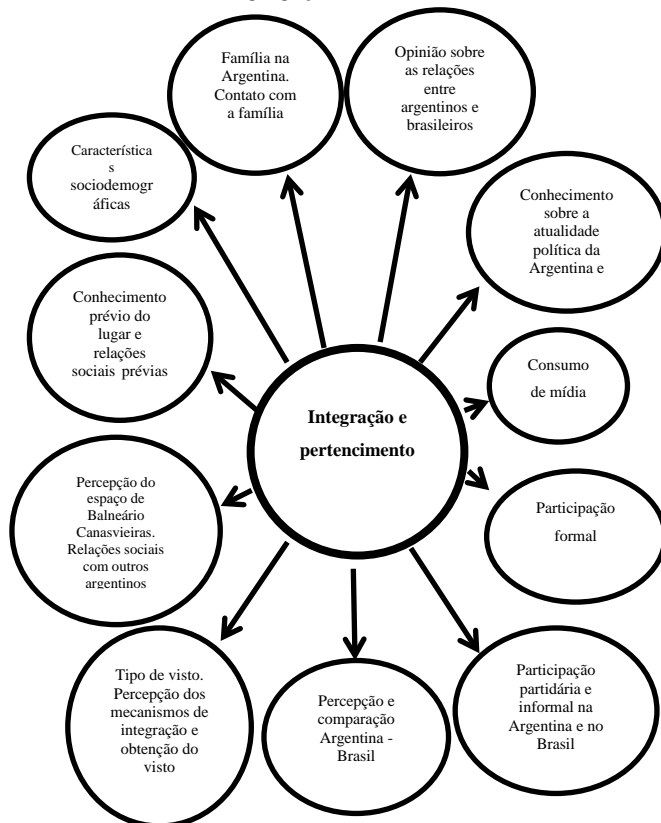 Família na
Argentina.
Contato com
a família
Opinião sobre
as relações
entre
argentinos e
brasileiros
Característica
s
sociodemogr
áficas
Conhecimento
sobre a
atualidade
política da
Argentina e
Conhecimento
prévio do
lugar e
relações
sociais prévias
Consumo
de mídia
Integração e
pertencimento
Percepção do
espaço de
Balneário
Canasvieiras.
Relações sociais
com outros
argentinos
Participação
formal
Tipo de visto.
Percepção dos
mecanismos de
integração e
obtenção do
visto
Percepção e
comparação
Argentina -
Brasil
Participação
partidária e
informal na
Argentina e no
Brasil